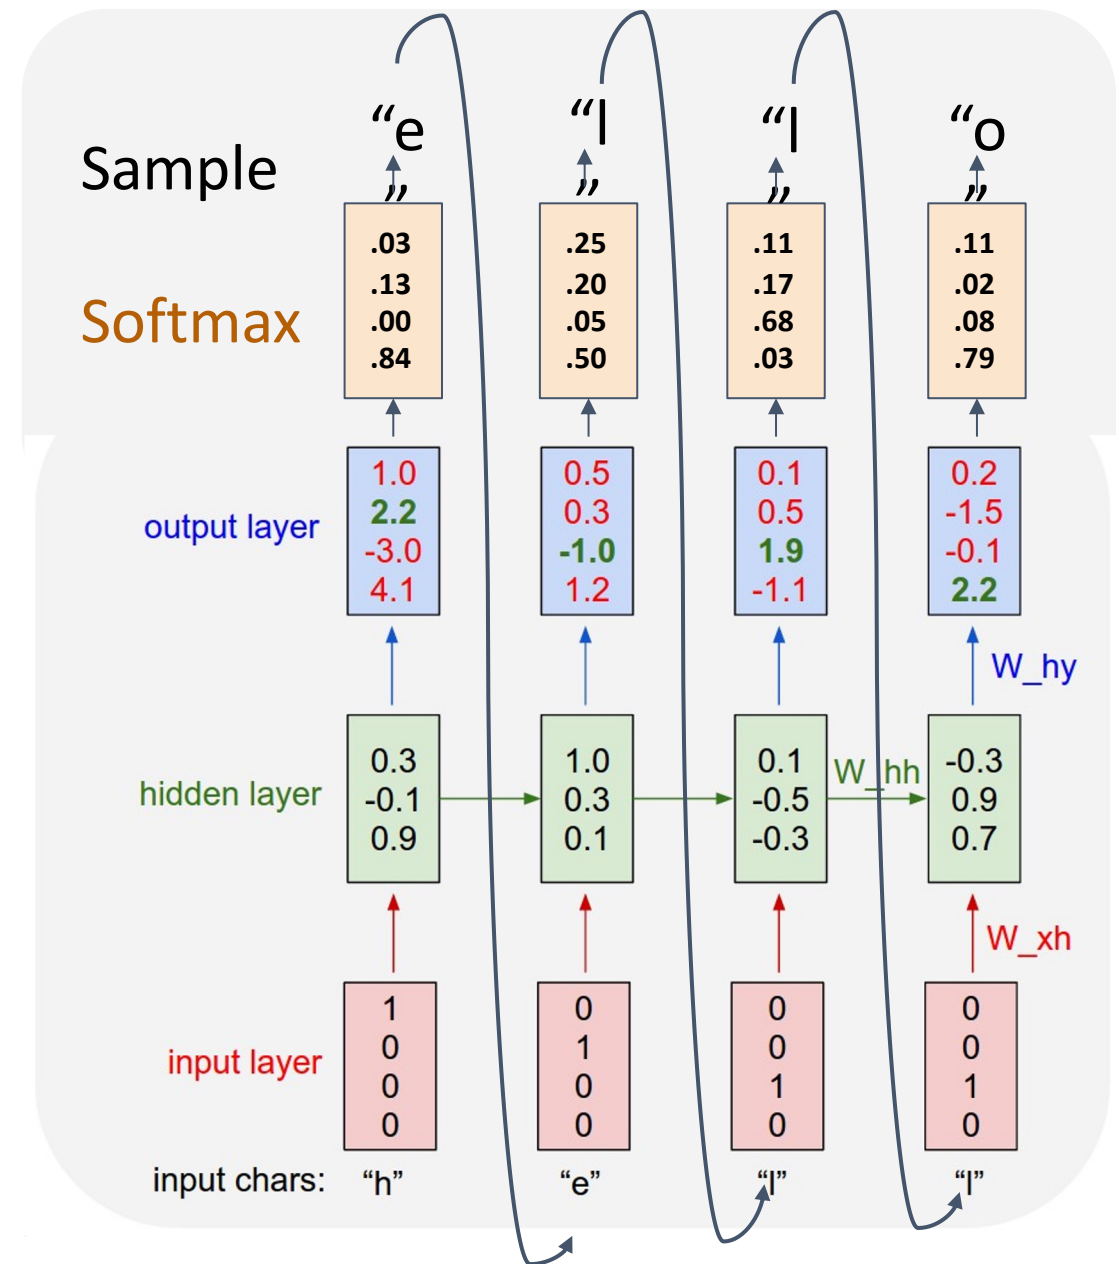 “e ” “l ” “l ” “o ”
Sample
.03 .25 .11 .11
.13 .20 .17 .02
.00 .05 .68 .08
.84 .50 .03 .79
Softmax
1.0 0.5 0.1 0.2
2.2 0.3 0.5 -1.5
-3.0 -1.0 1.9 -0.1
4.1 1.2 -1.1 2.2
output layer
W_hy
0.3 1.0 0.1 -0.3
-0.1 0.3 -0.5 0.9
0.9 0.1 -0.3 0.7
hidden layer
W_hh
W_xh
1 0 0 0
0 1 0 0
0 0 1 1
0 0 0 0
input layer
input chars: “h” “e” “l” “l”